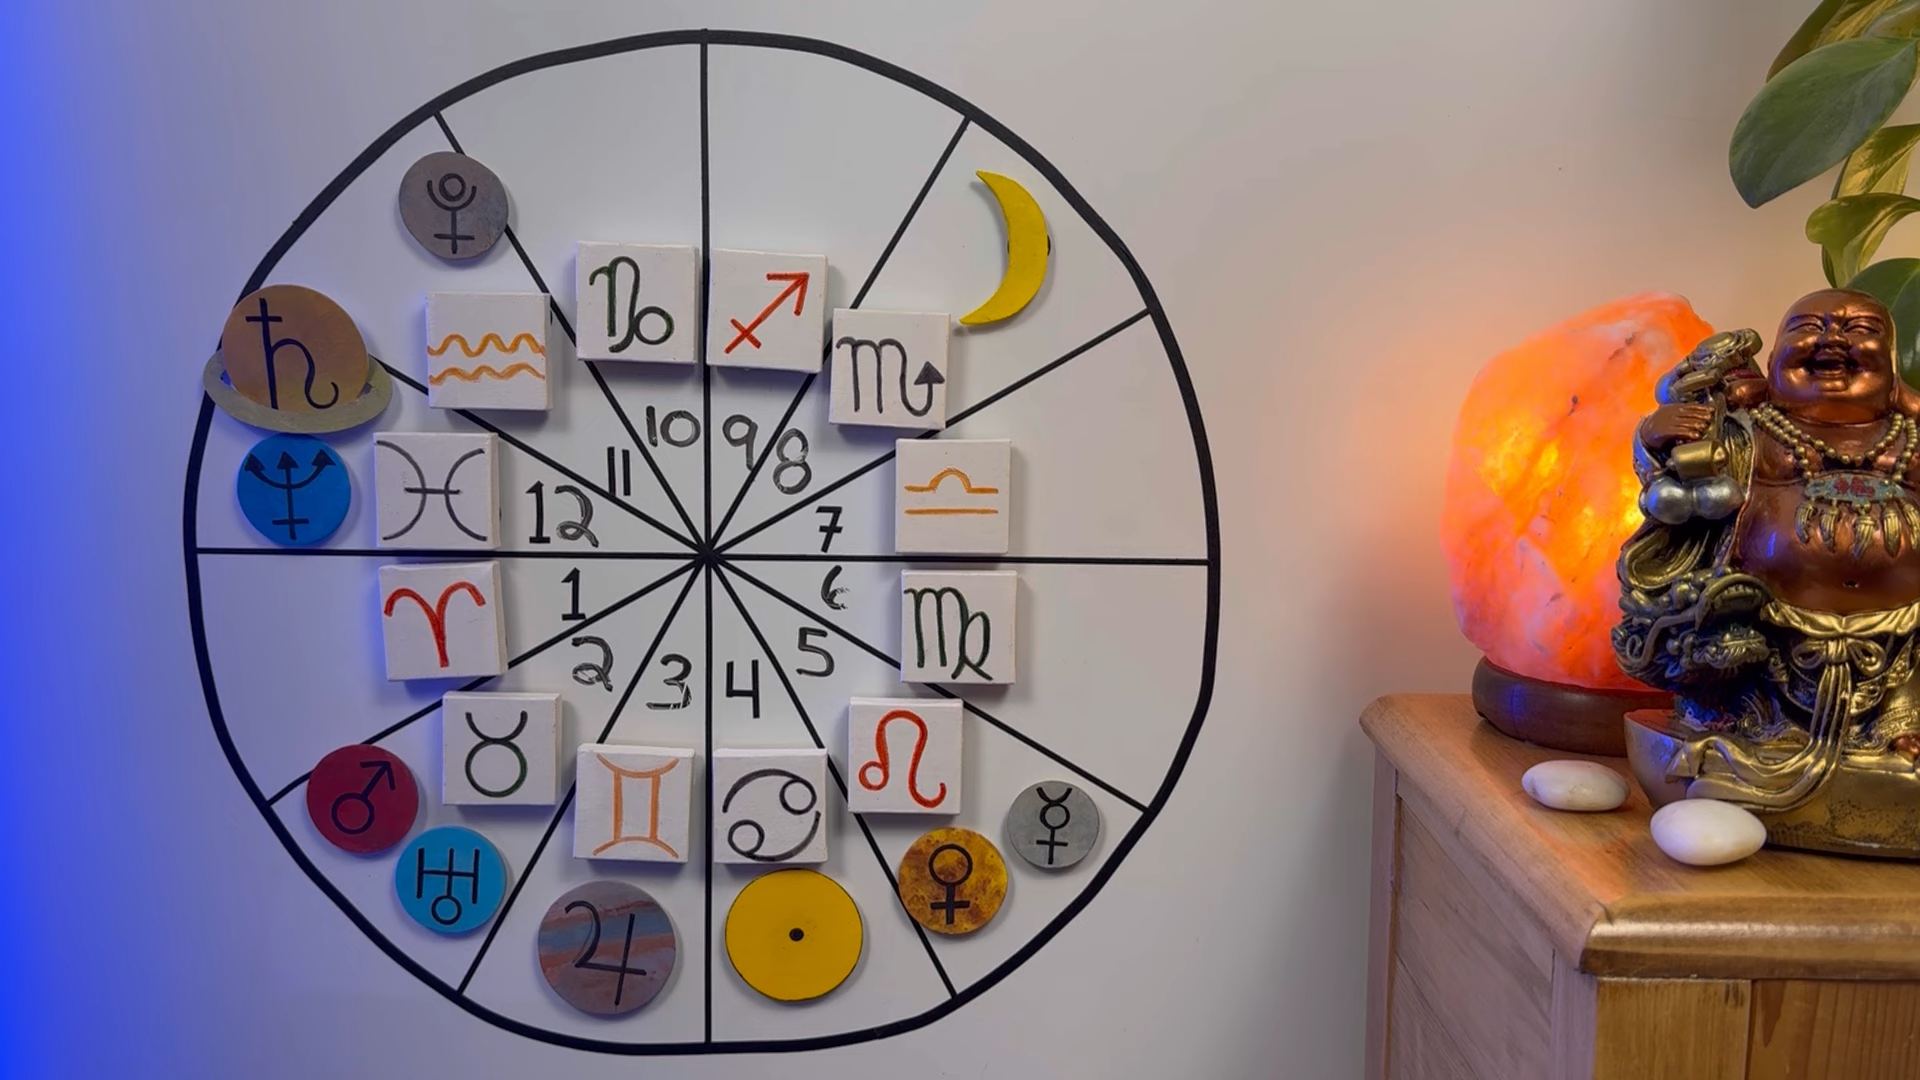 ♇
♑ ♐
♄ ♒ ♏
10 9
11 8
♆ ♓ 12 7 ♎
♈ 1 6 ♍
2 5
3 4
♂ ♉ ♌ ☿
♅ ♊ ♋ ♀
♃ ☉